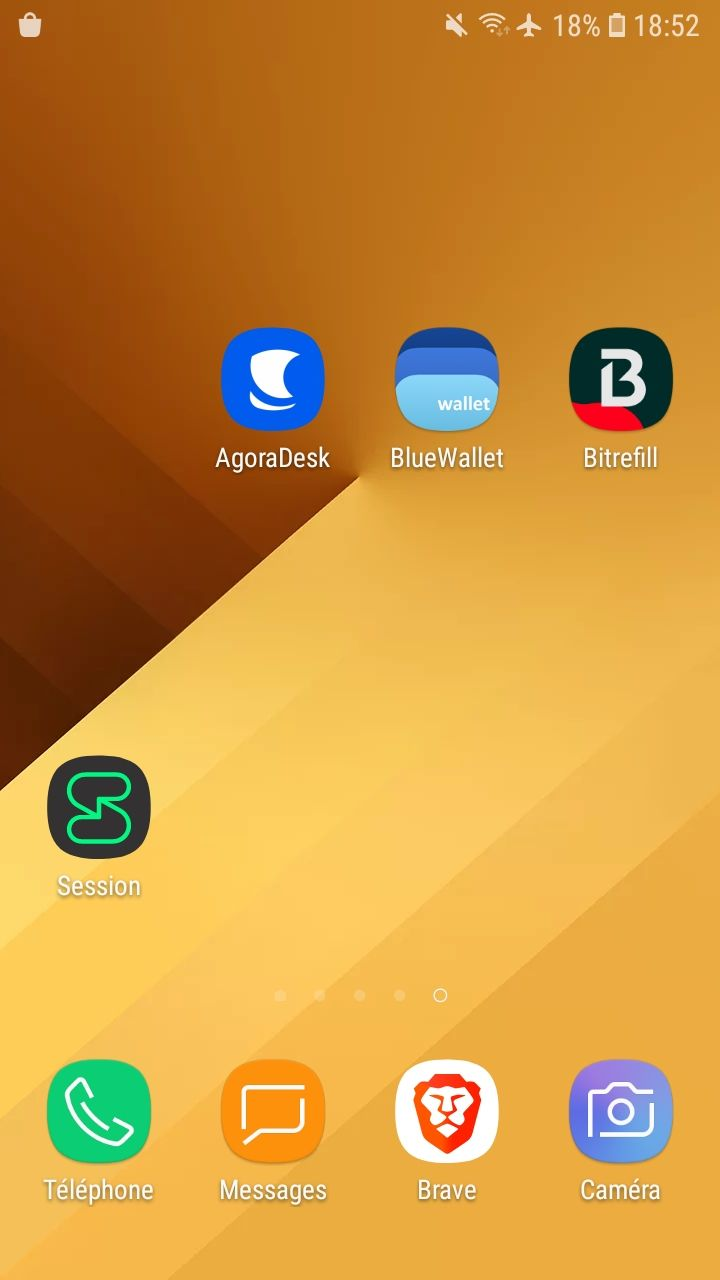 18% 18:52
wallet
AgoraDesk BlueWallet Bitrefill
Session
Téléphone Messages Brave Caméra